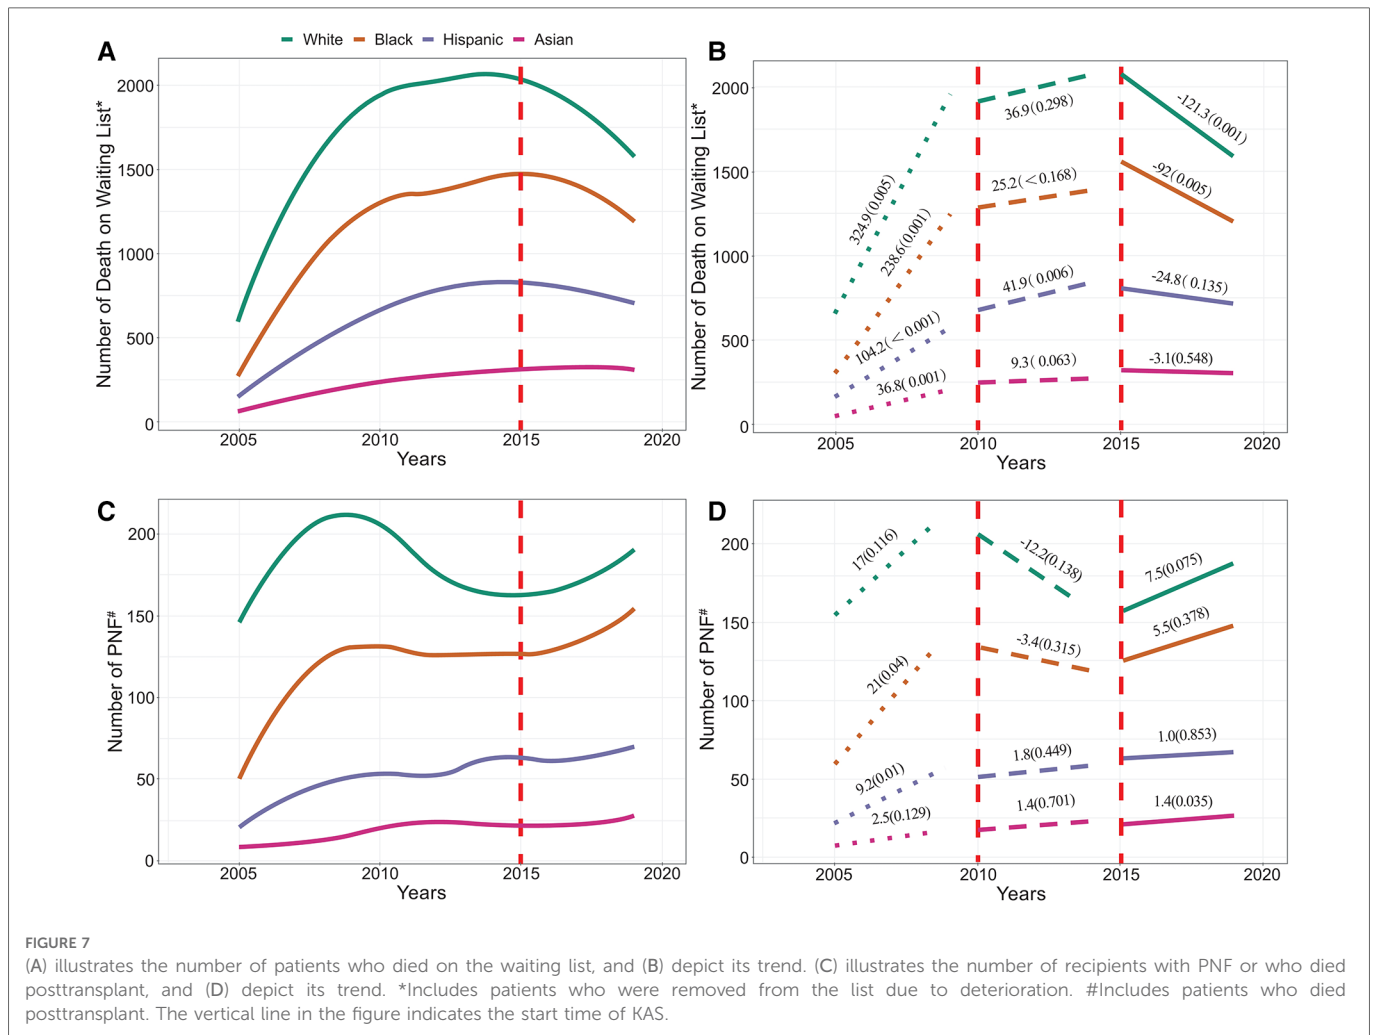 A
White Black Hispanic Asian
Number of Death on Waiting List*
2000
1500
1000
500
0
2005 2010 2015 2020
Years
B
Number of Death on Waiting List*
2000
1500
1000
500
0
324.9(0.005)
238.6(0.001)
104.2(< 0.001)
36.8(0.001)
36.9(0.298)
25.2(< 0.168)
41.9( 0.006)
9.3( 0.063)
-121.3(0.001)
-92(0.005)
-24.8( 0.135)
-3.1(0.548)
2005 2010 2015 2020
Years
C
Number of PNF#
200
150
100
50
0
2005 2010 2015 2020
Years
D
Number of PNF#
200
150
100
50
0
17(0.116)
21(0.04)
9.2(0.01)
2.5(0.129)
-12.2(0.138)
-3.4(0.315)
1.8(0.449)
1.4(0.701)
7.5(0.075)
5.5(0.378)
1.0(0.853)
1.4(0.035)
2005 2010 2015 2020
Years
FIGURE 7
(A) illustrates the number of patients who died on the waiting list, and (B) depict its trend. (C) illustrates the number of recipients with PNF or who died
posttransplant, and (D) depict its trend. *Includes patients who were removed from the list due to deterioration. #Includes patients who died
posttransplant. The vertical line in the figure indicates the start time of KAS.